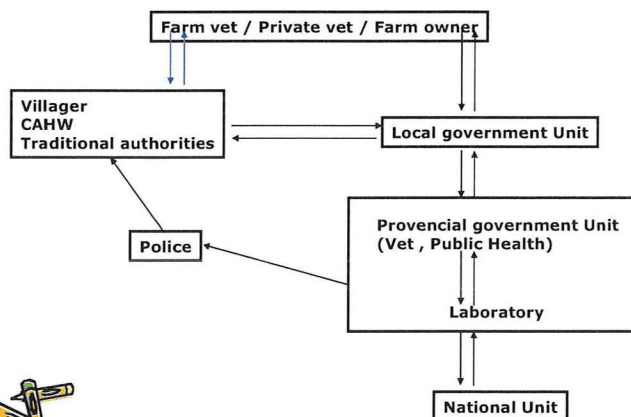 Farm vet / Private vet / Farm owner
Villager
CAHW
Traditional authorities
Local government Unit
Provencial government Unit
(Vet , Public Health)
Police
Laboratory
National Unit